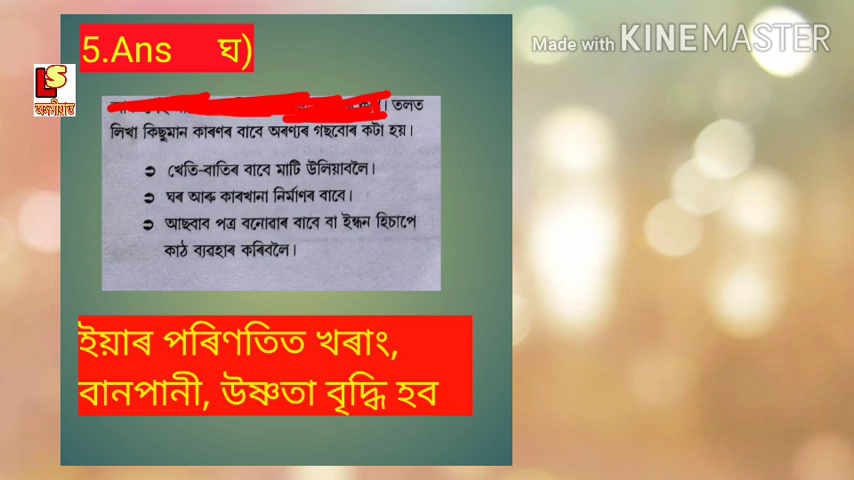 5.Ans ঘ)
Made with KINEMASTER
LS
তলত
লিখা কিছুমান কাৰণৰ বাবে অৰণ্যৰ গছবোৰ কটা হয়।
➲ খেতি-বাতিৰ বাবে মাটি উলিয়াবলৈ।
➲ ঘৰ আৰু কাৰখানা নিৰ্মাণৰ বাবে।
➲ আছবাব পত্ৰ বনোৱাৰ বাবে বা ইন্ধন হিচাপে
কাঠ ব্যৱহাৰ কৰিবলৈ।
ইয়াৰ পৰিণতিত খৰাং,
বানপানী, উষ্ণতা বৃদ্ধি হব